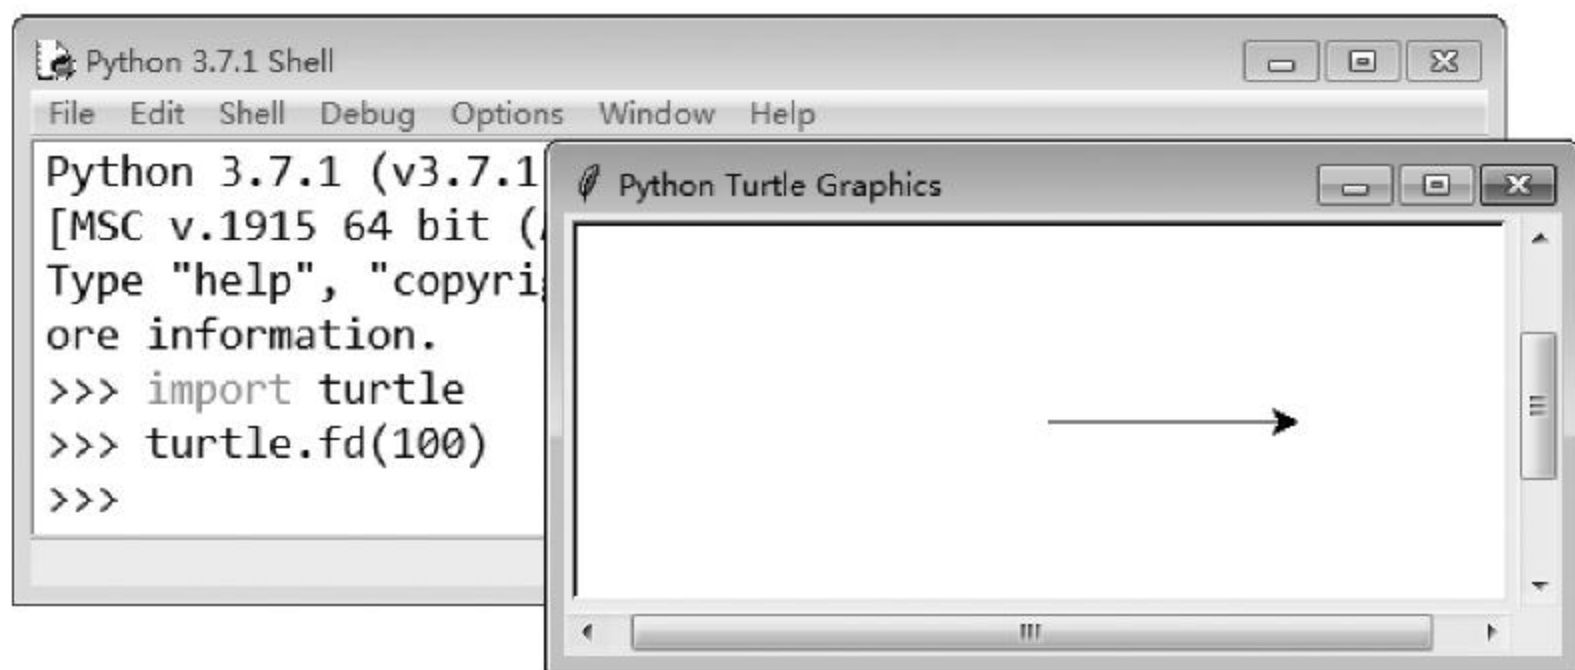 Python 3.7.1 Shell
File Edit Shell Debug Options Window Help
Python 3.7.1 (v3.7.1
[MSC v.1915 64 bit (
Type "help", "copyri
ore information.
>>> import turtle
>>> turtle.fd(100)
>>>
Python Turtle Graphics